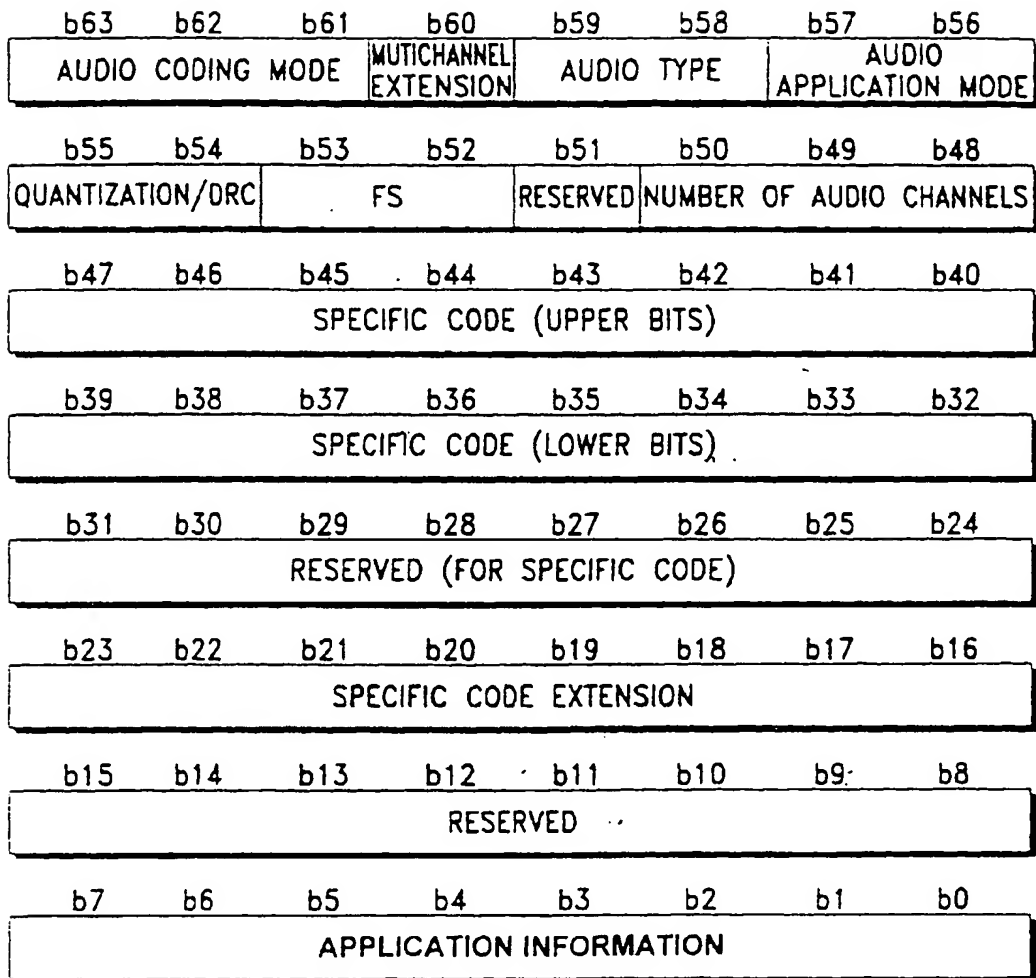 b63 b62 b61 b60 b59 b58 b57 b56
AUDIO CODING MODE MUTICHANNEL EXTENSION AUDIO TYPE AUDIO APPLICATION MODE
b55 b54 b53 b52 b51 b50 b49 b48
QUANTIZATION/DRC FS RESERVED NUMBER OF AUDIO CHANNELS
b47 b46 b45 b44 b43 b42 b41 b40
SPECIFIC CODE (UPPER BITS)
b39 b38 b37 b36 b35 b34 b33 b32
SPECIFIC CODE (LOWER BITS)
b31 b30 b29 b28 b27 b26 b25 b24
RESERVED (FOR SPECIFIC CODE)
b23 b22 b21 b20 b19 b18 b17 b16
SPECIFIC CODE EXTENSION
b15 b14 b13 b12 b11 b10 b9 b8
RESERVED
b7 b6 b5 b4 b3 b2 b1 b0
APPLICATION INFORMATION